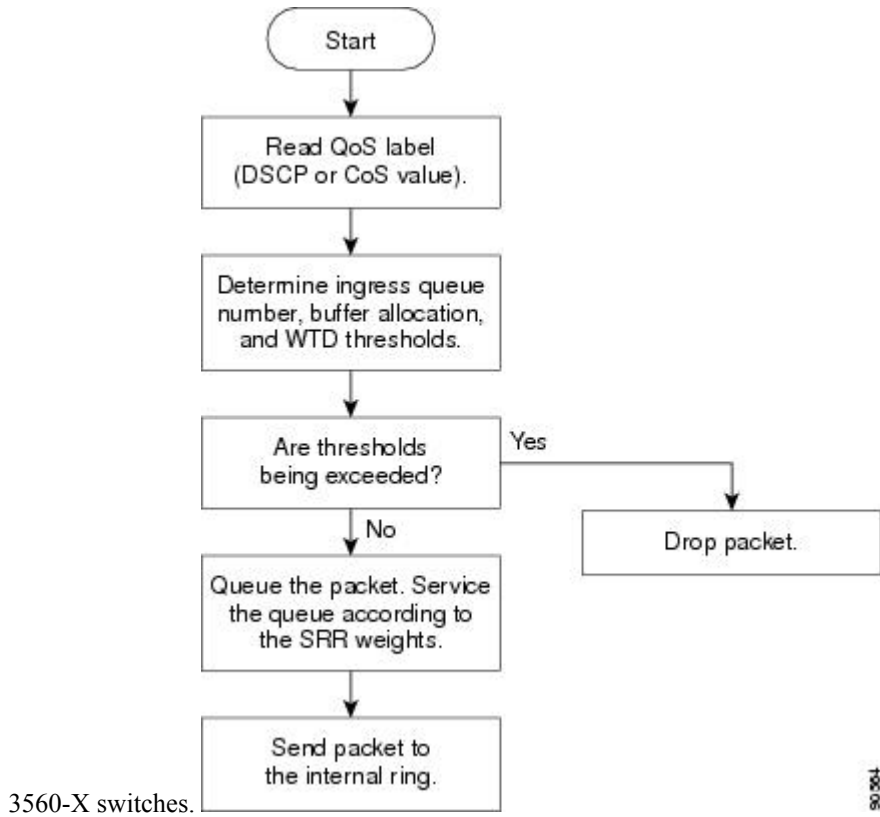 Start
Read QoS label
(DSCP or CoS value).
Determine ingress queue
number, buffer allocation,
and WTD thresholds.
Are thresholds
being exceeded?
Yes
No
Drop packet.
Queue the packet. Service
the queue according to
the SRR weights.
Send packet to
the internal ring.
3560-X switches.
90564